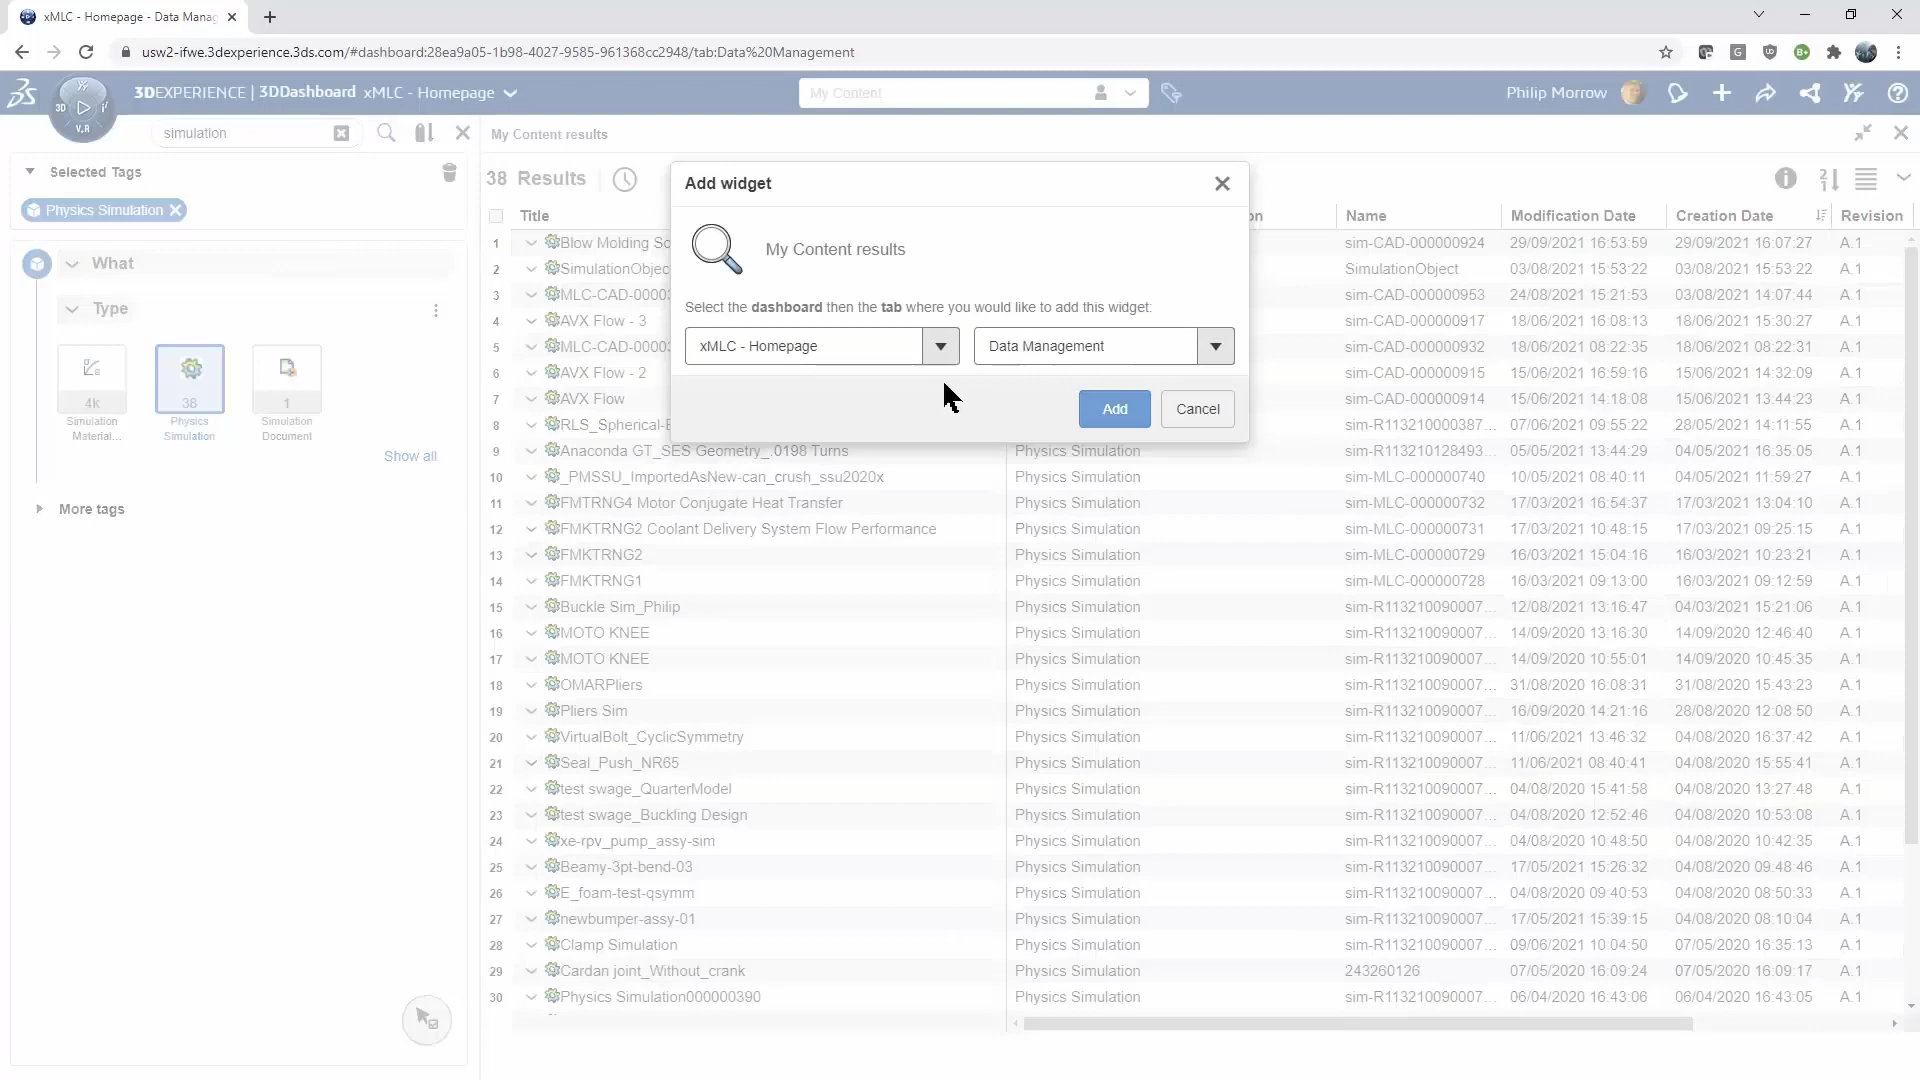 xMLC - Homepage - Data Manag
usw2-ifwe.3dexperience.3ds.com/#dashboard:28ea9a05-1b98-4027-9585-961368cc2948/tab:Data%20Management
3DEXPERIENCE | 3DDashboard xMLC - Homepage
My Content
Philip Morrow
3D
V,R
simulation
My Content results
Selected Tags
Physics Simulation
What
Type
4k
Simulation
Material...
38
Physics
Simulation
1
Simulation
Document
Show all
More tags
38 Results
Add widget
My Content results
Select the dashboard then the tab where you would like to add this widget:
xMLC - Homepage
Data Management
Add
Cancel
Title on Name Modification Date Creation Date Revision
1 Blow Molding So sim-CAD-000000924 29/09/2021 16:53:59 29/09/2021 16:07:27 A.1
2 SimulationObjec SimulationObject 03/08/2021 15:53:22 03/08/2021 15:53:22 A.1
3 MLC-CAD-0000 sim-CAD-000000953 24/08/2021 15:21:53 03/08/2021 14:07:44 A.1
4 AVX Flow - 3 sim-CAD-000000917 18/06/2021 16:08:13 18/06/2021 15:30:27 A.1
5 MLC-CAD-0000 sim-CAD-000000932 18/06/2021 08:22:35 18/06/2021 08:22:31 A.1
6 AVX Flow - 2 sim-CAD-000000915 15/06/2021 16:59:16 15/06/2021 14:32:09 A.1
7 AVX Flow sim-CAD-000000914 15/06/2021 14:18:08 15/06/2021 13:44:23 A.1
8 RLS_Spherical- sim-R113210000387... 07/06/2021 09:55:22 28/05/2021 14:11:55 A.1
9 Anaconda GT_SES Geometry_.0198 Turns Physics Simulation sim-R113210128493... 05/05/2021 13:44:29 04/05/2021 16:35:05 A.1
10 _PMSSU_ImportedAsNew-can_crush_ssu2020x Physics Simulation sim-MLC-000000740 10/05/2021 08:40:11 04/05/2021 11:59:27 A.1
11 FMTRNG4 Motor Conjugate Heat Transfer Physics Simulation sim-MLC-000000732 17/03/2021 16:54:37 17/03/2021 13:04:10 A.1
12 FMKTRNG2 Coolant Delivery System Flow Performance Physics Simulation sim-MLC-000000731 17/03/2021 10:48:15 17/03/2021 09:25:15 A.1
13 FMKTRNG2 Physics Simulation sim-MLC-000000729 16/03/2021 15:04:16 16/03/2021 10:23:21 A.1
14 FMKTRNG1 Physics Simulation sim-MLC-000000728 16/03/2021 09:13:00 16/03/2021 09:12:59 A.1
15 Buckle Sim_Philip Physics Simulation sim-R113210090007... 12/08/2021 13:16:47 04/03/2021 15:21:06 A.1
16 MOTO KNEE Physics Simulation sim-R113210090007... 14/09/2020 13:16:30 14/09/2020 12:46:40 A.1
17 MOTO KNEE Physics Simulation sim-R113210090007... 14/09/2020 10:55:01 14/09/2020 10:45:35 A.1
18 OMARPliers Physics Simulation sim-R113210090007... 31/08/2020 16:08:31 31/08/2020 15:43:23 A.1
19 Pliers Sim Physics Simulation sim-R113210090007... 16/09/2020 14:21:16 28/08/2020 12:08:50 A.1
20 VirtualBolt_CyclicSymmetry Physics Simulation sim-R113210090007... 11/06/2021 13:46:32 04/08/2020 16:37:42 A.1
21 Seal_Push_NR65 Physics Simulation sim-R113210090007... 11/06/2021 08:40:41 04/08/2020 15:55:41 A.1
22 test swage_QuarterModel Physics Simulation sim-R113210090007... 04/08/2020 15:41:58 04/08/2020 13:27:48 A.1
23 test swage_Buckling Design Physics Simulation sim-R113210090007... 04/08/2020 12:52:46 04/08/2020 10:53:08 A.1
24 xe-rpv_pump_assy-sim Physics Simulation sim-R113210090007... 04/08/2020 10:48:50 04/08/2020 10:42:35 A.1
25 Beamy-3pt-bend-03 Physics Simulation sim-R113210090007... 17/05/2021 15:26:32 04/08/2020 09:48:46 A.1
26 E_foam-test-qsymm Physics Simulation sim-R113210090007... 04/08/2020 09:40:53 04/08/2020 08:50:33 A.1
27 newbumper-assy-01 Physics Simulation sim-R113210090007... 17/05/2021 15:39:15 04/08/2020 08:10:04 A.1
28 Clamp Simulation Physics Simulation sim-R113210090007... 09/06/2021 10:04:50 07/05/2020 16:35:13 A.1
29 Cardan joint_Without_crank Physics Simulation 243260126 07/05/2020 16:09:24 07/05/2020 16:09:17 A.1
30 Physics Simulation000000390 Physics Simulation sim-R113210090007... 06/04/2020 16:43:06 06/04/2020 16:43:05 A.1